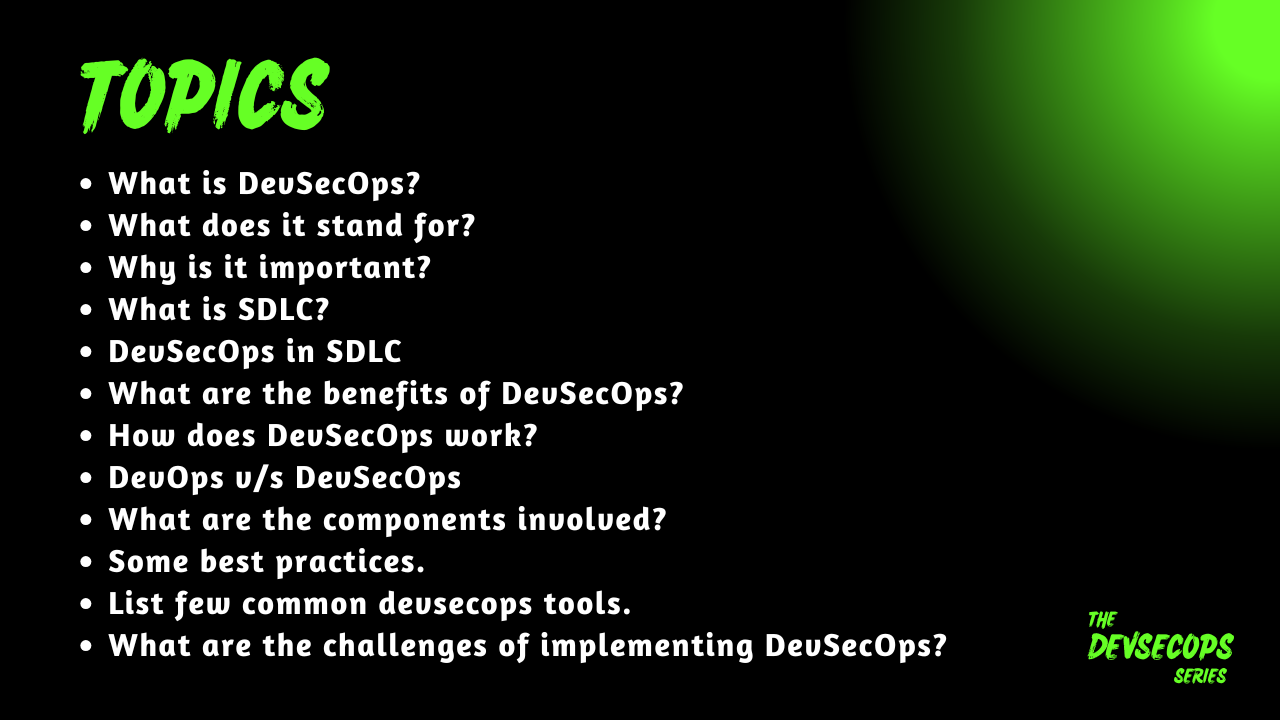 TOPICS
• What is DevSecOps?
• What does it stand for?
• Why is it important?
• What is SDLC?
• DevSecOps in SDLC
• What are the benefits of DevSecOps?
• How does DevSecOps work?
• DevOps v/s DevSecOps
• What are the components involved?
• Some best practices.
• List few common devsecops tools.
• What are the challenges of implementing DevSecOps?
THE
DEVSECOPS
SERIES